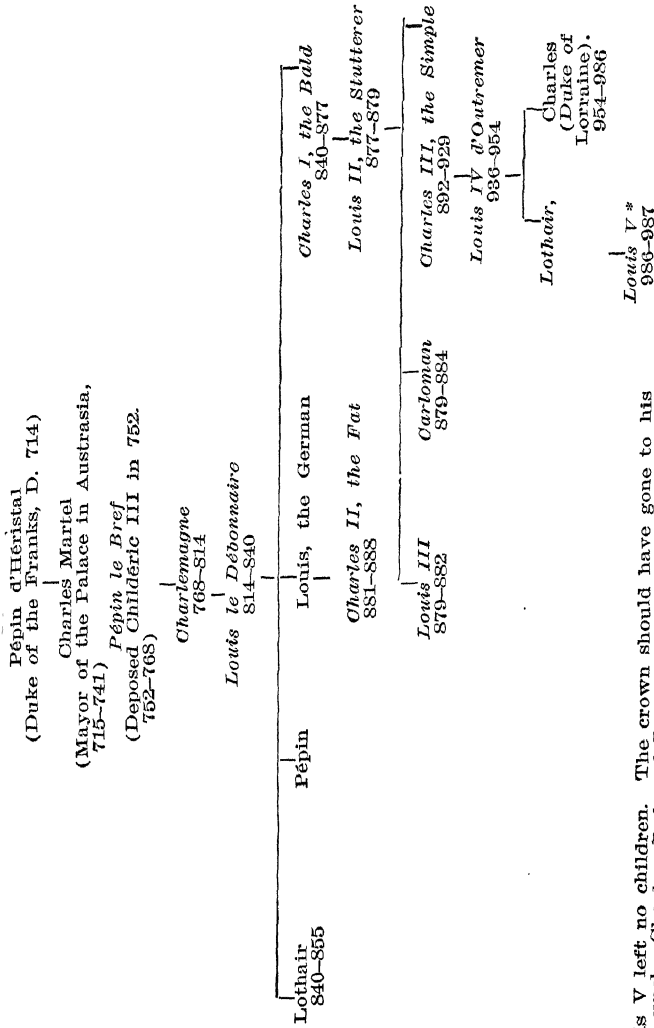 Pépin d'Héristal
(Duke of the Franks, D. 714)
Charles Martel
(Mayor of the Palace in Austrasia,
715–741)
Pépin le Bref
(Deposed Childéric III in 752.
752–768)
Charlemagne
768–814
Louis le Débonnaire
814–840
Lothair
840–855
Pépin
Louis, the German
Charles I, the Bald
840–877
Charles II, the Fat
881–888
Louis II, the Stutterer
877–879
Louis III
879–882
Carloman
879–884
Charles III, the Simple
892–929
Louis IV d'Outremer
936–954
Lothair,
Charles
(Duke of
Lorraine).
954–986
Louis V *
986–987
s V left no children. The crown should have gone to his